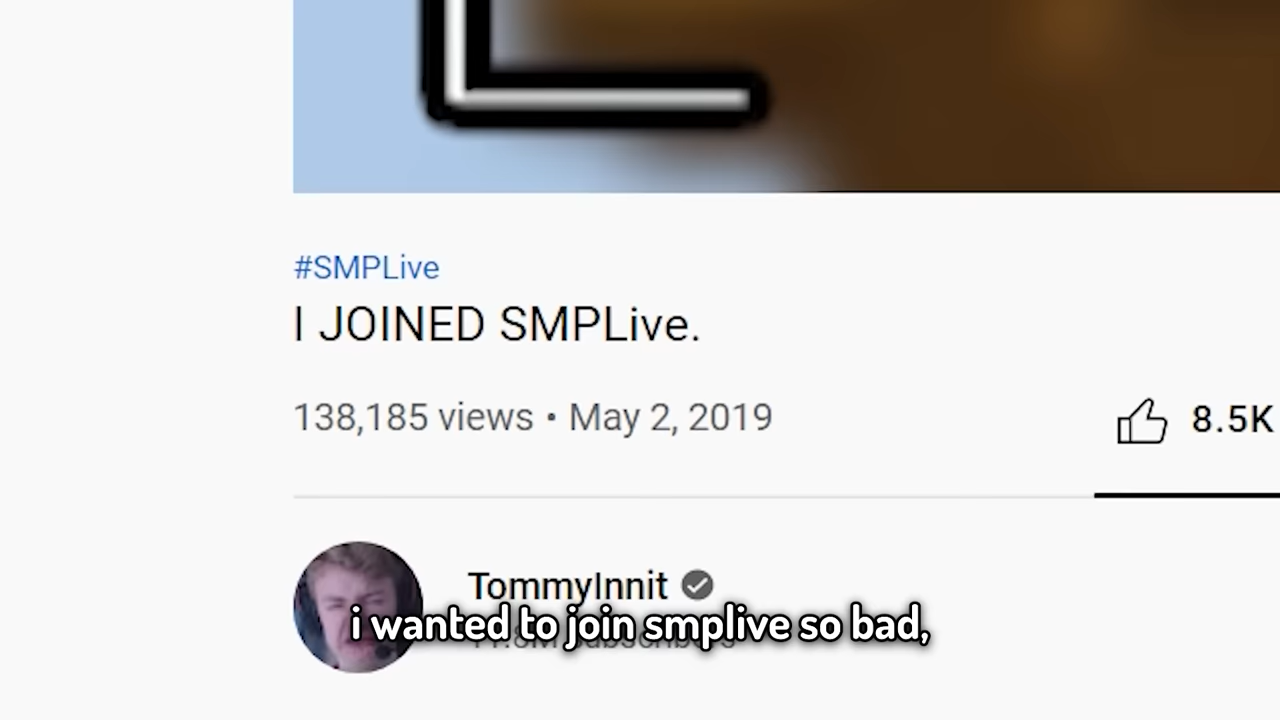 #SMPLive
I JOINED SMPLive.
138,185 views • May 2, 2019
8.5K
TommyInnit
i wanted to join smplive so bad,